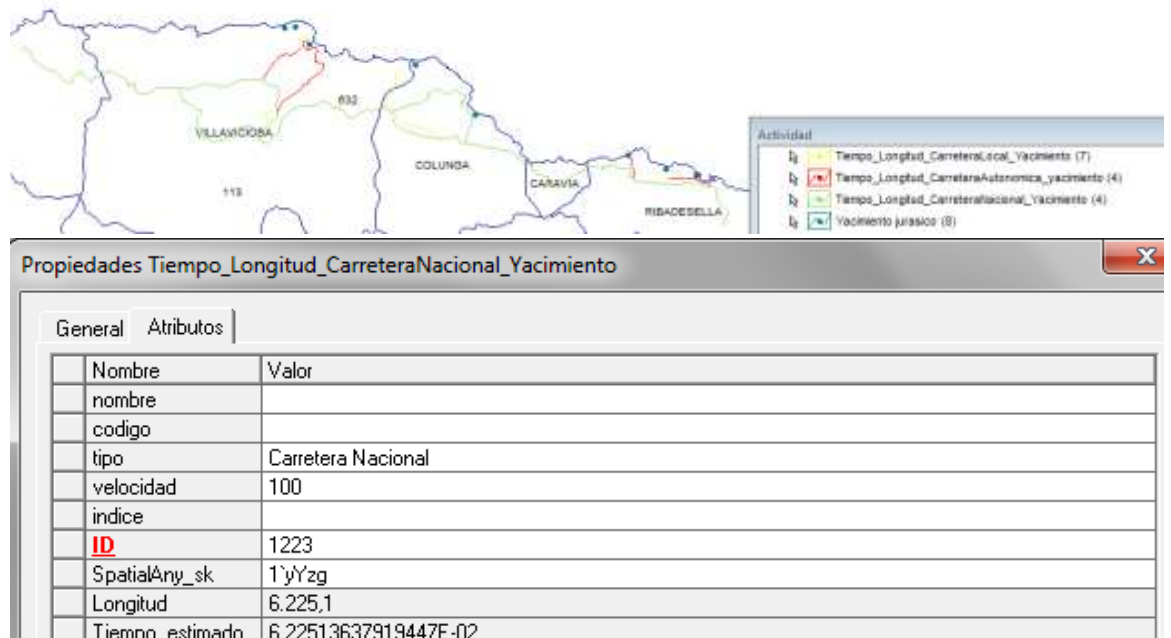 632
VILLAVICIOSA
COLUNGA
CARAVIA
113
RIBADESELLA
Actividad
Tiempo_Longitud_CarreteraLocal_Yacimiento (7)
Tiempo_Longitud_CarreteraAutonomica_yacimiento (4)
Tiempo_Longitud_CarreteraNacional_Yacimiento (4)
Yacimiento jurasico (8)
Propiedades Tiempo_Longitud_CarreteraNacional_Yacimiento
General Atributos
Nombre Valor
nombre
codigo
tipo Carretera Nacional
velocidad 100
indice
ID 1223
SpatialAny_sk 1`yYzg
Longitud 6.225,1
Tiempo_estimado 6.22513637919447E-02